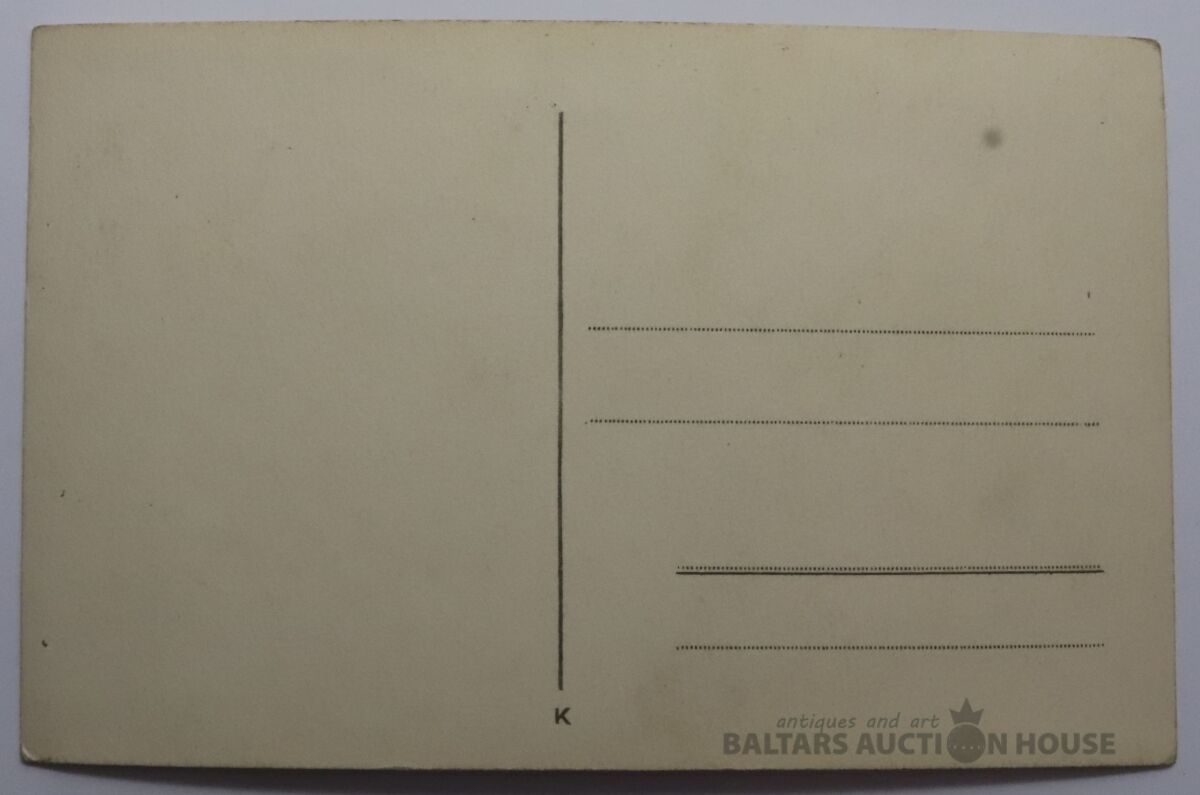 K
antiques and art
BALTARS AUCTION HOUSE